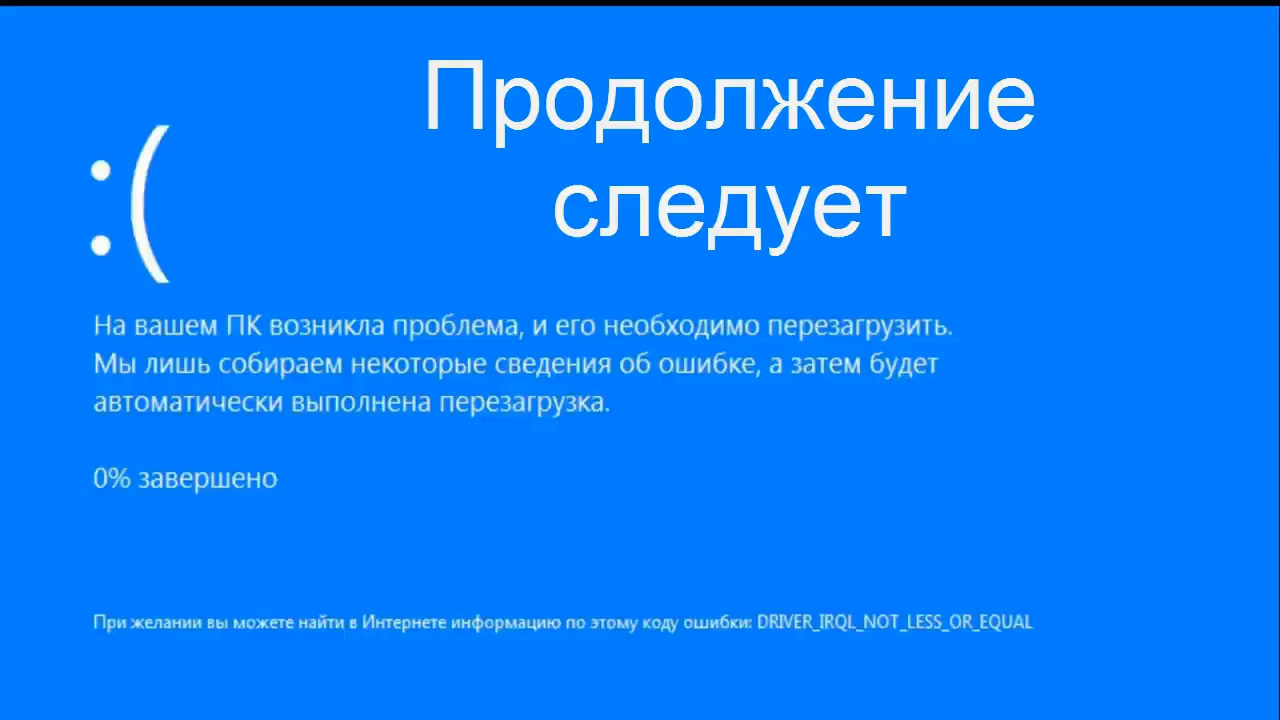 Продолжение
следует
:(
На вашем ПК возникла проблема, и его необходимо перезагрузить.
Мы лишь собираем некоторые сведения об ошибке, а затем будет
автоматически выполнена перезагрузка.
0% завершено
При желании вы можете найти в Интернете информацию по этому коду ошибки: DRIVER_IRQL_NOT_LESS_OR_EQUAL